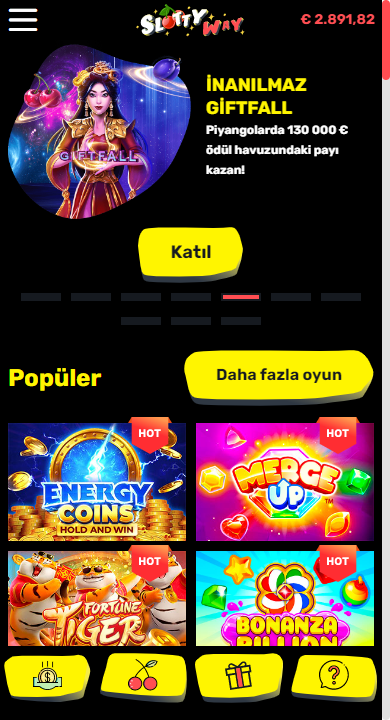 SLOTTY WAY
€ 2.891,82
GIFTFALL
İNANILMAZ
GİFTFALL
Piyangolarda 130 000 €
ödül havuzundaki payı
kazan!
Katıl
Popüler
Daha fazla oyun
HOT
ENERGY
COINS
HOLD AND WIN
HOT
MERGE
UP™
HOT
FORTUNE
TIGER
HOT
BONANZA
BILLION